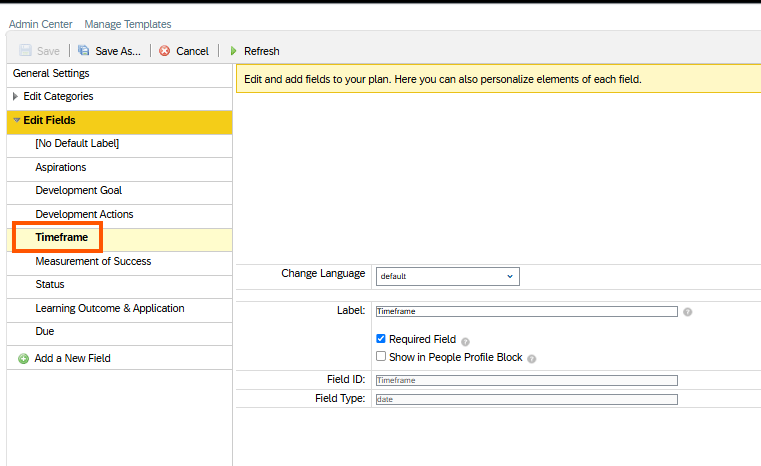 Admin Center Manage Templates
Save Save As... Cancel Refresh
General Settings
Edit and add fields to your plan. Here you can also personalize elements of each field.
Edit Categories
Edit Fields
[No Default Label]
Aspirations
Development Goal
Development Actions
Timeframe
Measurement of Success
Status
Learning Outcome & Application
Due
Add a New Field
Change Language default
Label: Timeframe ?
Required Field ?
Show in People Profile Block ?
Field ID: Timeframe
Field Type: date